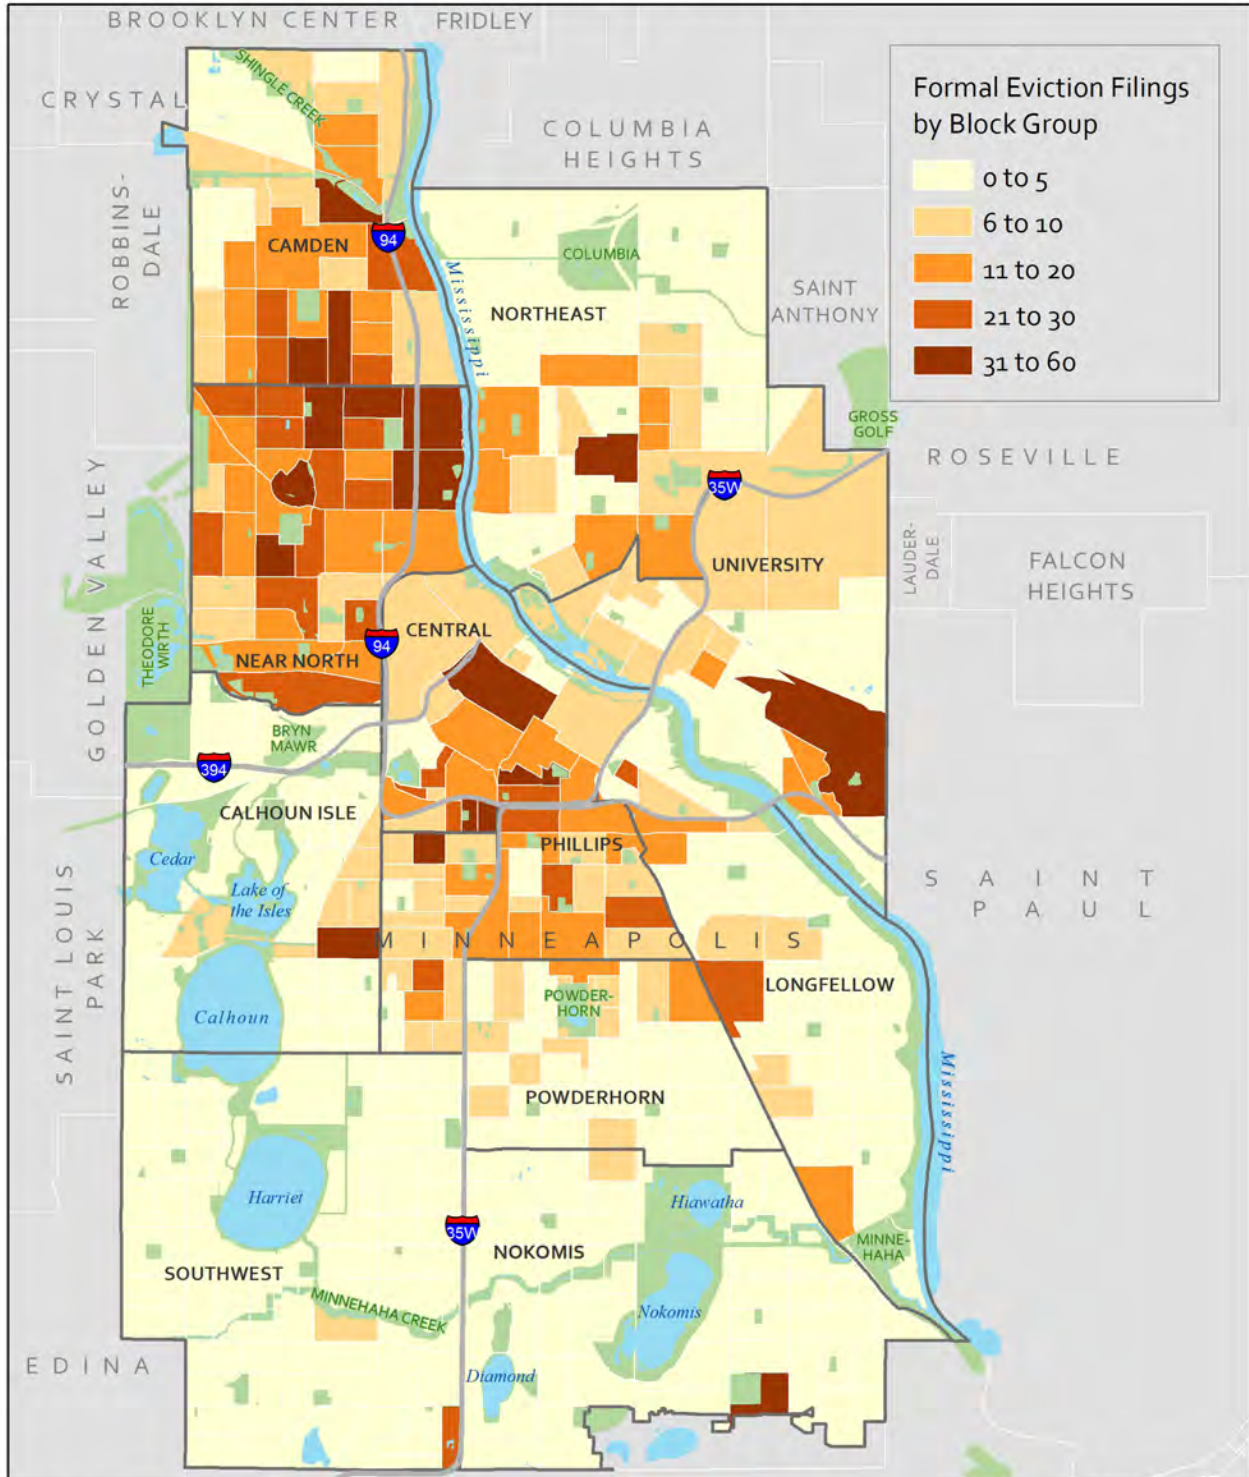 BROOKLYN CENTER
FRIDLEY
Formal Eviction Filings
by Block Group
0 to 5
6 to 10
11 to 20
21 to 30
31 to 60
SHINGLE CREEK
CRYSTAL
COLUMBIA
HEIGHTS
ROBBINS-
DALE
CAMDEN
94
COLUMBIA
Mississippi
NORTHEAST
SAINT
ANTHONY
GROSS
GOLF
ROSEVILLE
35W
GOLDEN VALLEY
UNIVERSITY
LAUDER-
DALE
FALCON
HEIGHTS
THEODORE
WIRTH
CENTRAL
94
NEAR NORTH
BRYN
MAWR
394
CALHOUN ISLE
PHILLIPS
Cedar
Lake of
the Isles
SAINT
PAUL
SAINT LOUIS
PARK
MINNEAPOLIS
LONGFELLOW
POWDER-
HORN
Calhoun
Mississippi
POWDERHORN
Harriet
Hiawatha
35W
NOKOMIS
MINNE-
HAHA
SOUTHWEST
MINNEHAHA CREEK
Nokomis
EDINA
Diamond